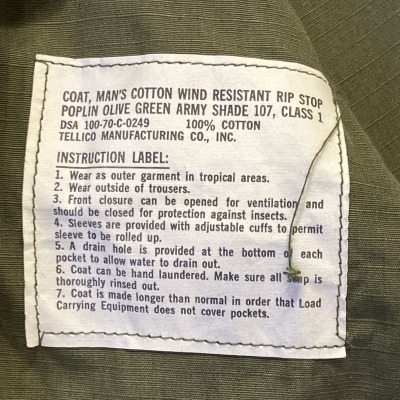 COAT, MAN'S COTTON WIND RESISTANT RIP STOP
POPLIN OLIVE GREEN ARMY SHADE 107, CLASS 1
DSA 100-70-C-0249 100% COTTON
TELLICO MANUFACTURING CO., INC.
INSTRUCTION LABEL:
1. Wear as outer garment in tropical areas.
2. Wear outside of trousers.
3. Front closure can be opened for ventilation and
should be closed for protection against insects.
4. Sleeves are provided with adjustable cuffs to permit
sleeve to be rolled up.
5. A drain hole is provided at the bottom of each
pocket to allow water to drain out.
6. Coat can be hand laundered. Make sure all soap is
thoroughly rinsed out.
7. Coat is made longer than normal in order that Load
Carrying Equipment does not cover pockets.